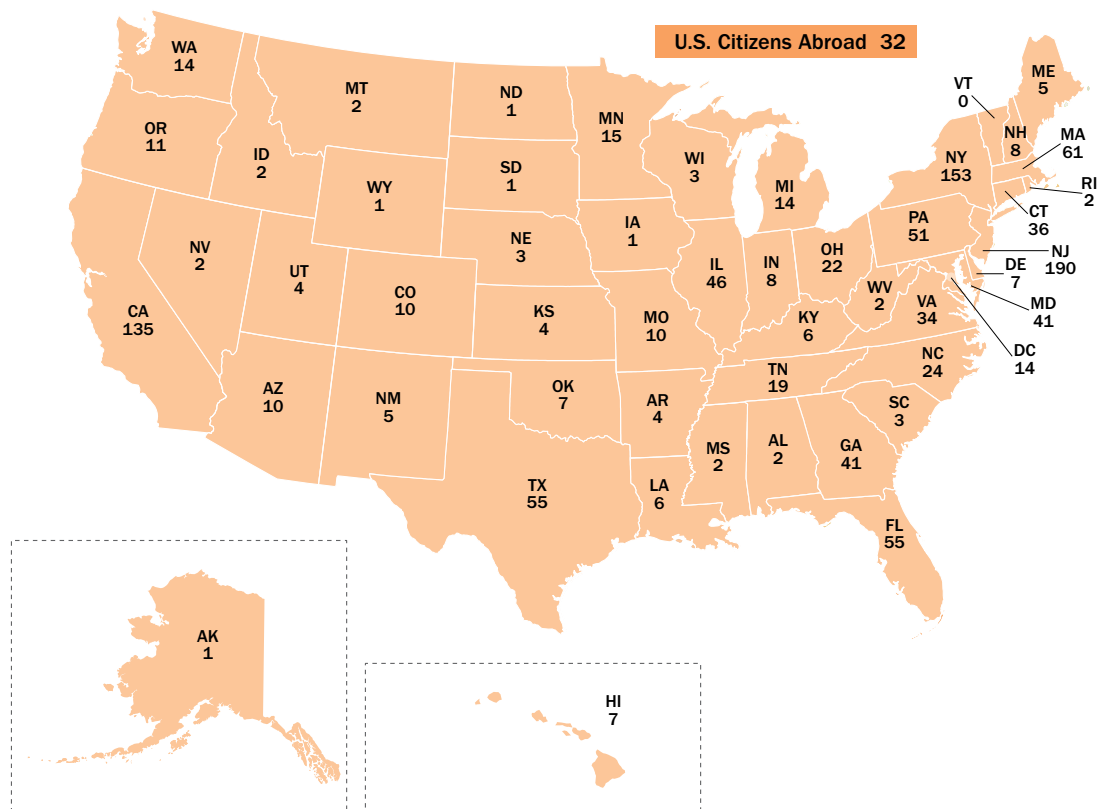 U.S. Citizens Abroad 32
WA
14
OR
11
CA
135
ID
2
NV
2
MT
2
WY
1
UT
4
AZ
10
CO
10
NM
5
ND
1
SD
1
NE
3
KS
4
OK
7
TX
55
MN
15
IA
1
MO
10
AR
4
LA
6
WI
3
IL
46
MI
14
IN
8
OH
22
KY
6
TN
19
MS
2
AL
2
GA
41
FL
55
SC
3
NC
24
VA
34
WV
2
PA
51
NY
153
VT
0
NH
8
ME
5
MA
61
RI
2
CT
36
NJ
190
DE
7
MD
41
DC
14
AK
1
HI
7